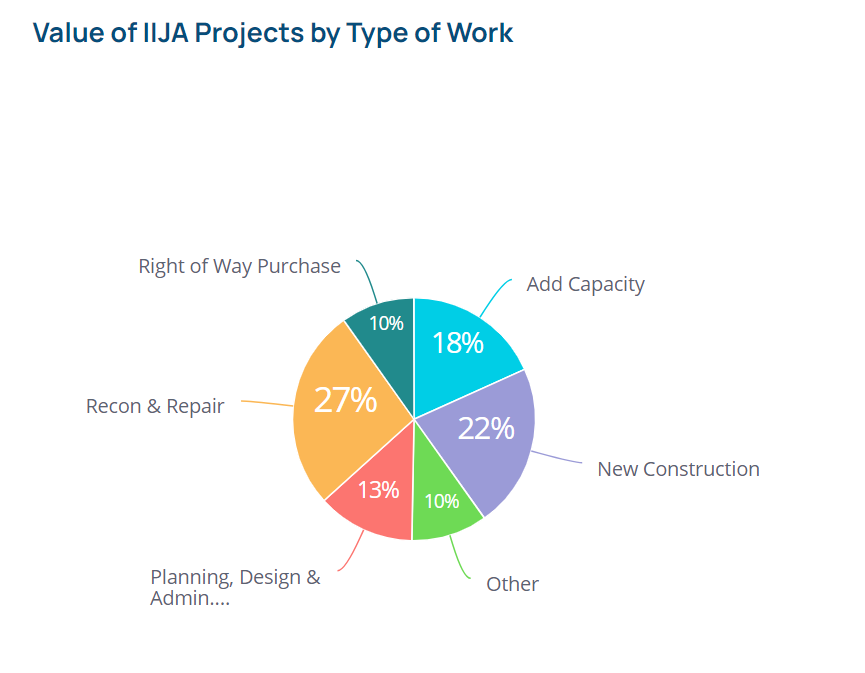 Value of IIJA Projects by Type of Work
Right of Way Purchase
Add Capacity
10%
18%
27%
Recon & Repair
22%
New Construction
13%
10%
Planning, Design &
Admin....
Other